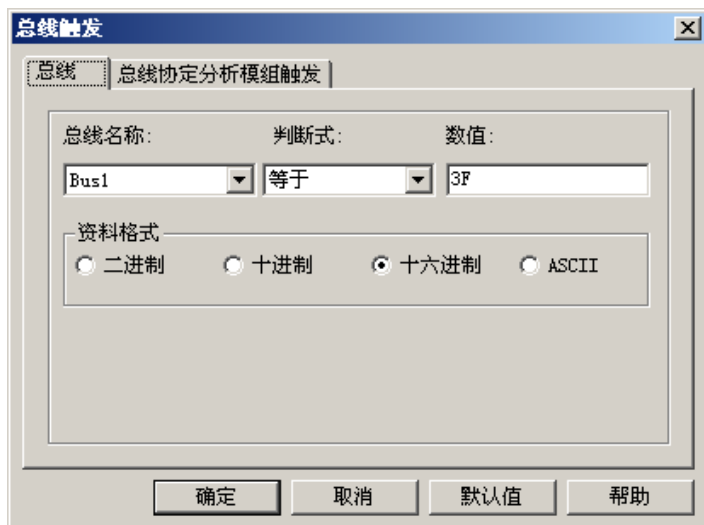 总线触发
总线 总线协定分析模组触发
总线名称: 判断式: 数值:
Bus1 等于 3F
资料格式
二进制 十进制 十六进制 ASCII
确定 取消 默认值 帮助